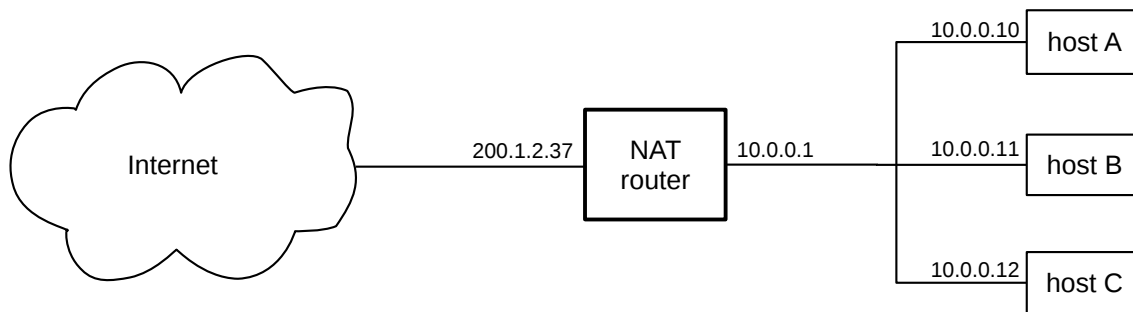 10.0.0.10
host A
Internet
200.1.2.37
NAT
router
10.0.0.1
10.0.0.11
host B
10.0.0.12
host C